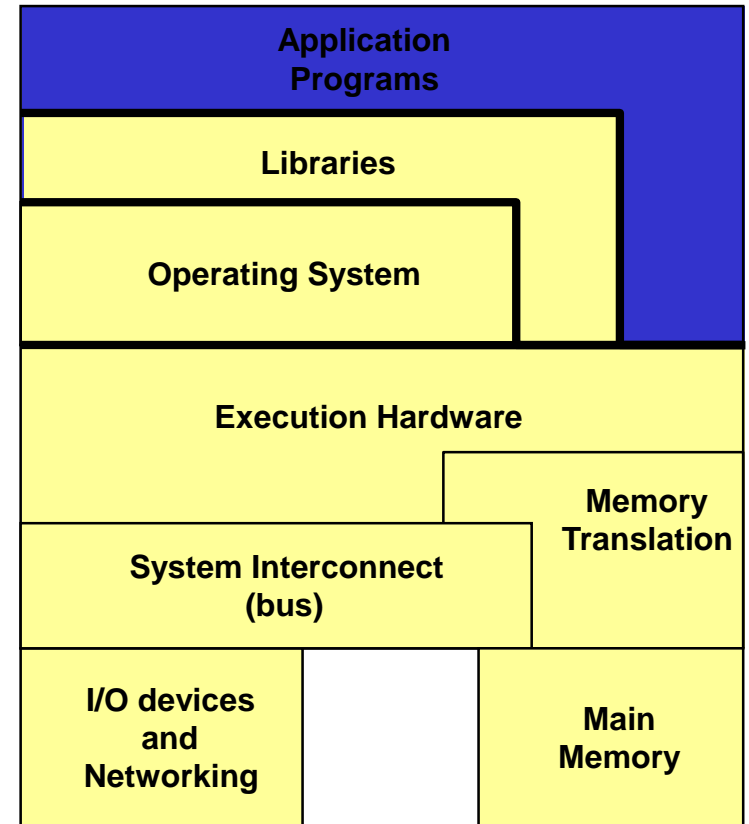 Application
Programs
Libraries
Operating System
Execution Hardware
Memory
Translation
System Interconnect
(bus)
I/O devices
and
Networking
Main
Memory